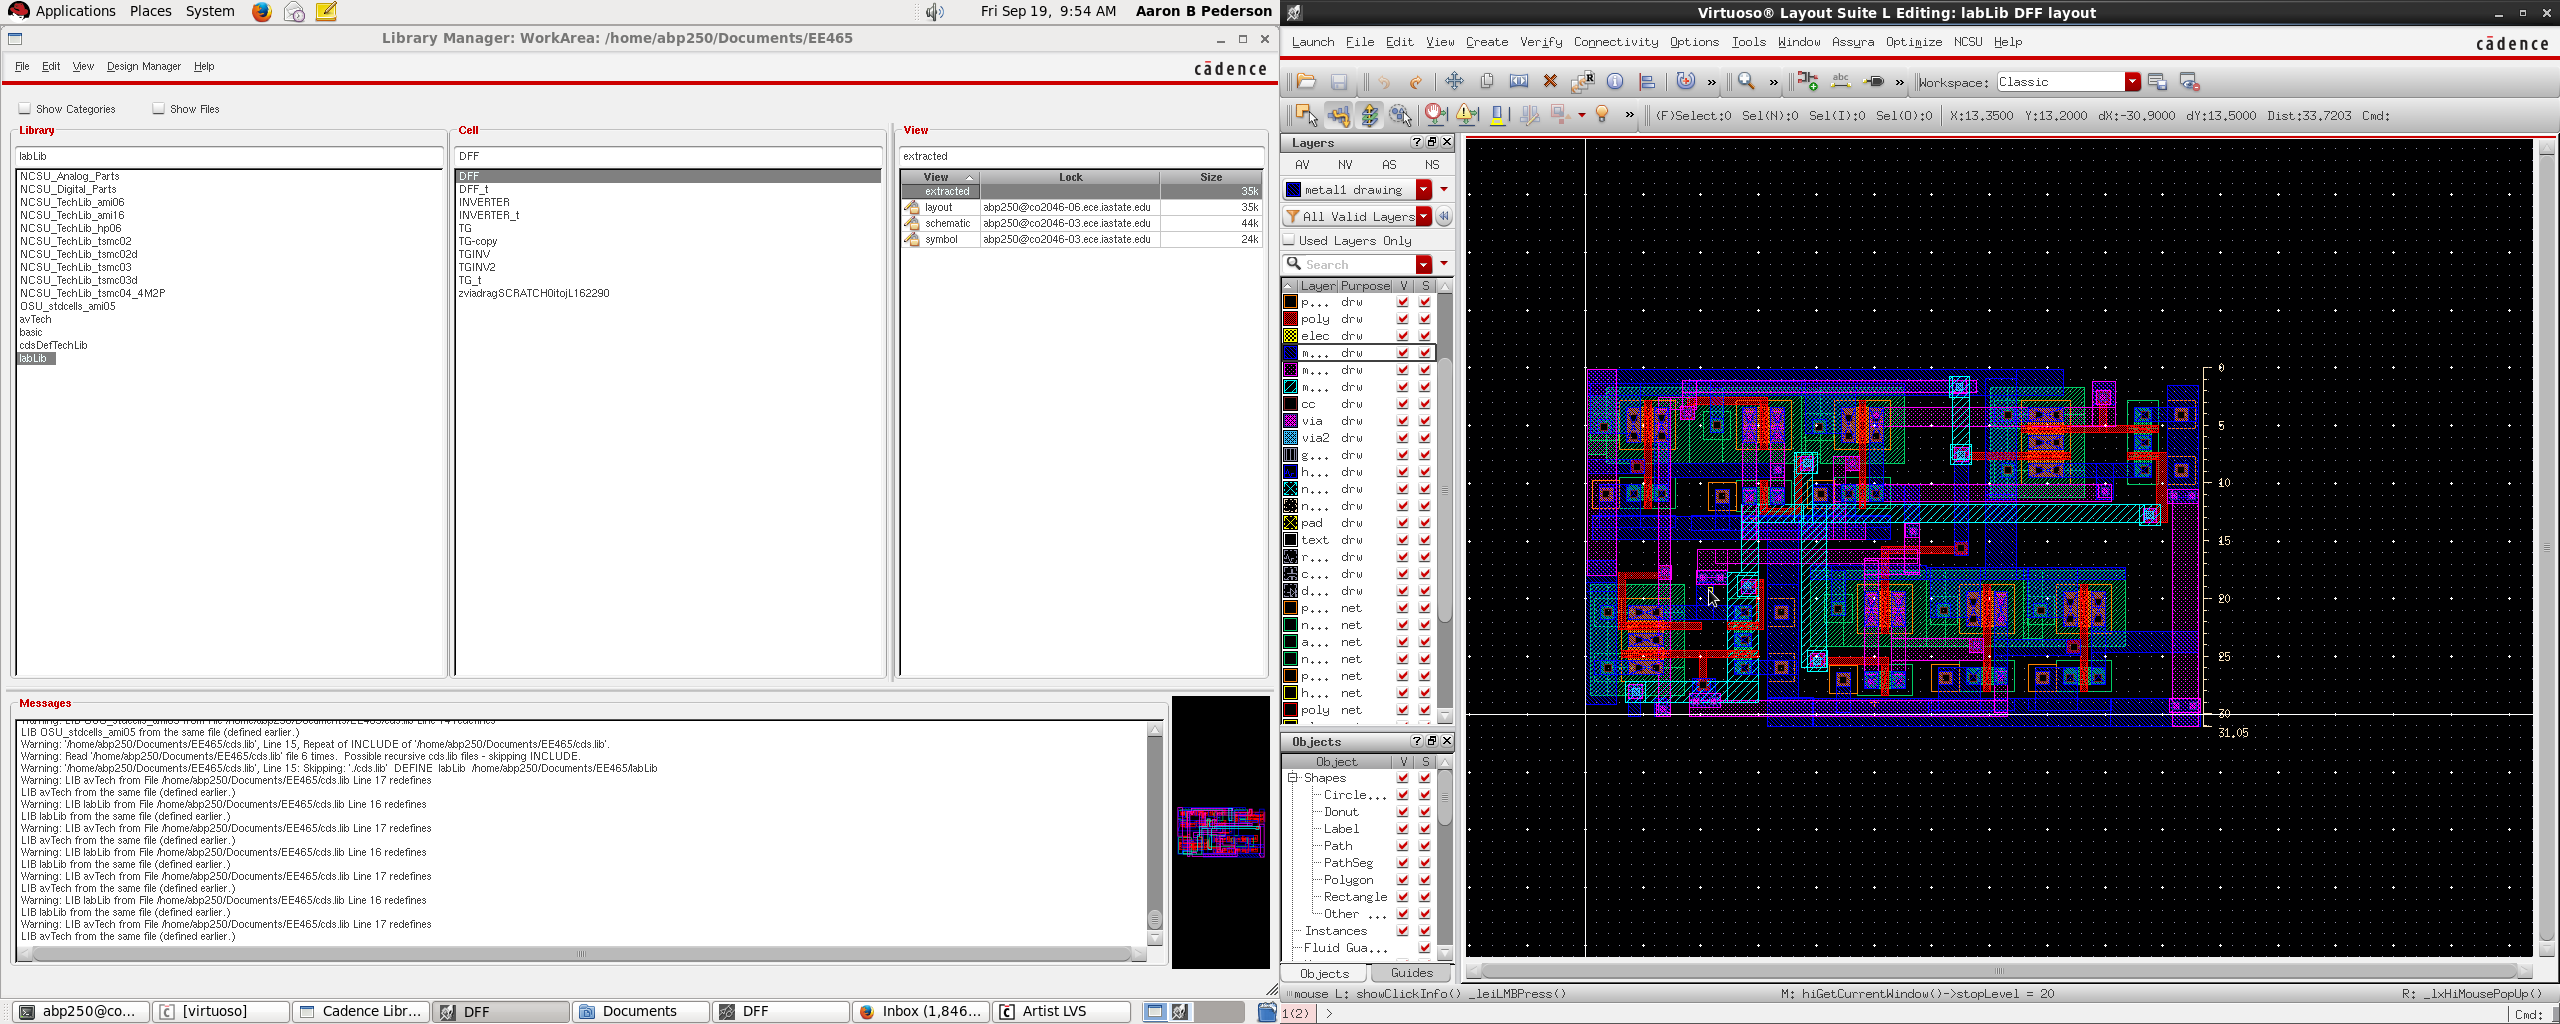 Applications Places System
Fri Sep 19, 9:54 AM Aaron B Pederson
Library Manager: WorkArea: /home/abp250/Documents/EE465
File Edit View Design Manager Help
cādence
Show Categories Show Files
Library
labLib
NCSU_Analog_Parts
NCSU_Digital_Parts
NCSU_TechLib_ami06
NCSU_TechLib_ami16
NCSU_TechLib_hp06
NCSU_TechLib_tsmc02
NCSU_TechLib_tsmc02d
NCSU_TechLib_tsmc03
NCSU_TechLib_tsmc03d
NCSU_TechLib_tsmc04_4M2P
OSU_stdcells_ami05
avTech
basic
cdsDefTechLib
labLib
Cell
DFF
DFF
DFF_t
INVERTER
INVERTER_t
TG
TG-copy
TGINV
TGINV2
TG_t
zviadragSCRATCH0itojL162290
View
extracted
View Lock Size
extracted 35k
layout abp250@co2046-06.ece.iastate.edu 35k
schematic abp250@co2046-03.ece.iastate.edu 44k
symbol abp250@co2046-03.ece.iastate.edu 24k
Messages
Warning: LIB OSU_stdcells_ami05 from File /home/abp250/Documents/EE465/cds.lib Line 14 redefines
LIB OSU_stdcells_ami05 from the same file (defined earlier.)
Warning: '/home/abp250/Documents/EE465/cds.lib', Line 15, Repeat of INCLUDE of '/home/abp250/Documents/EE465/cds.lib'.
Warning: Read '/home/abp250/Documents/EE465/cds.lib' file 6 times. Possible recursive cds.lib files - skipping INCLUDE.
Warning: '/home/abp250/Documents/EE465/cds.lib', Line 15: Skipping: './cds.lib' DEFINE labLib /home/abp250/Documents/EE465/labLib
Warning: LIB avTech from File /home/abp250/Documents/EE465/cds.lib Line 17 redefines
LIB avTech from the same file (defined earlier.)
Warning: LIB labLib from File /home/abp250/Documents/EE465/cds.lib Line 16 redefines
LIB labLib from the same file (defined earlier.)
Warning: LIB avTech from File /home/abp250/Documents/EE465/cds.lib Line 17 redefines
LIB avTech from the same file (defined earlier.)
Warning: LIB labLib from File /home/abp250/Documents/EE465/cds.lib Line 16 redefines
LIB labLib from the same file (defined earlier.)
Warning: LIB avTech from File /home/abp250/Documents/EE465/cds.lib Line 17 redefines
LIB avTech from the same file (defined earlier.)
Warning: LIB labLib from File /home/abp250/Documents/EE465/cds.lib Line 16 redefines
LIB labLib from the same file (defined earlier.)
Warning: LIB avTech from File /home/abp250/Documents/EE465/cds.lib Line 17 redefines
LIB avTech from the same file (defined earlier.)
abp250@co... [virtuoso] Cadence Libr... DFF Documents DFF Inbox (1,846... Artist LVS
Virtuoso® Layout Suite L Editing: labLib DFF layout
Launch File Edit View Create Verify Connectivity Options Tools Window Assura Optimize NCSU Help
cādence
Workspace: Classic
(F)Select:0 Sel(N):0 Sel(I):0 Sel(O):0 X:13.3500 Y:13.2000 dX:-30.9000 dY:13.5000 Dist:33.7203 Cmd:
Layers
AV NV AS NS
metal1 drawing
All Valid Layers
Used Layers Only
Search
Layer Purpose V S
p... drw
poly drw
elec drw
m... drw
m... drw
m... drw
cc drw
via drw
via2 drw
g... drw
h... drw
n... drw
n... drw
pad drw
text drw
r... drw
c... drw
d... drw
p... net
n... net
a... net
n... net
p... net
h... net
poly net
Objects
Object V S
Shapes
Circle...
Donut
Label
Path
PathSeg
Polygon
Rectangle
Other ...
Instances
Fluid Gua...
Objects Guides
0
5
10
15
20
25
30
31.05
mouse L: showClickInfo() _leiLMBPress() M: hiGetCurrentWindow()->stopLevel = 20 R: _lxHiMousePopUp()
1(2) > Cmd: